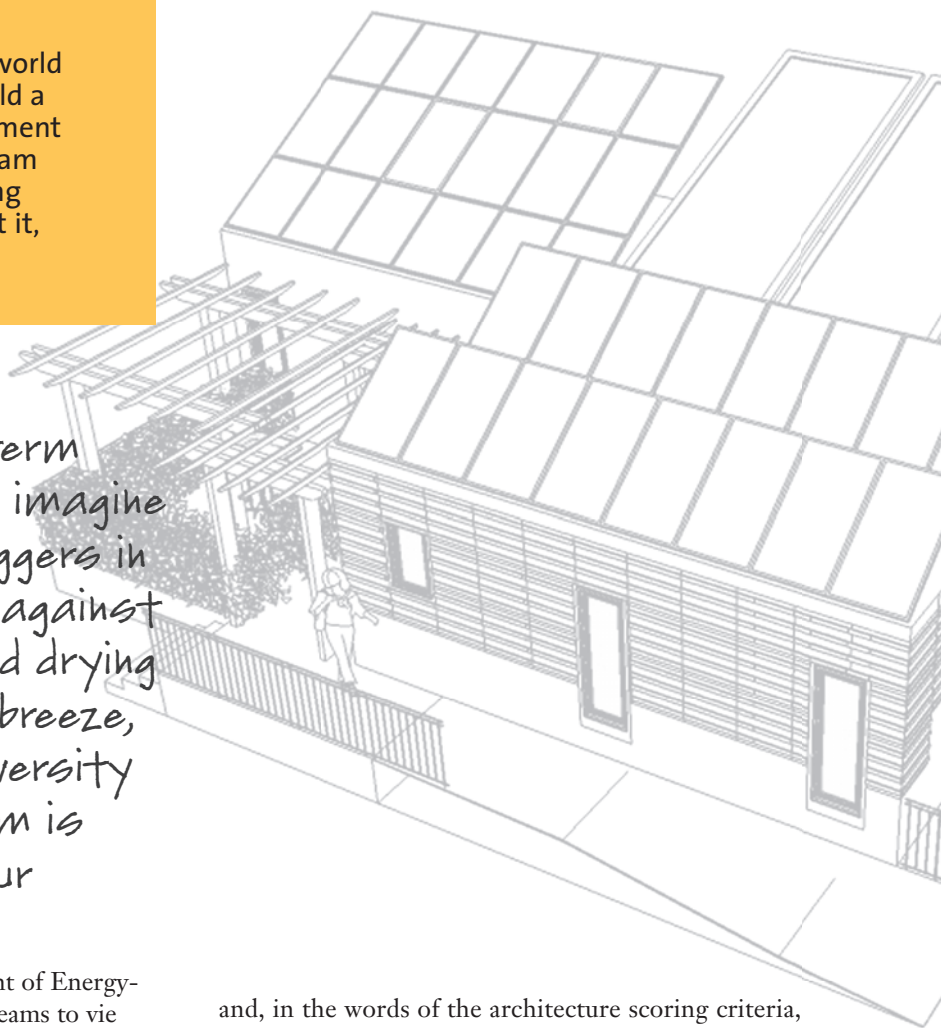 world
ld a
ment
am
ng
t it,
erm
imagine
ggers in
against
d drying
breeze,
versity
m is
ur
nt of Energy-
eams to vie
and, in the words of the architecture scoring criteria,